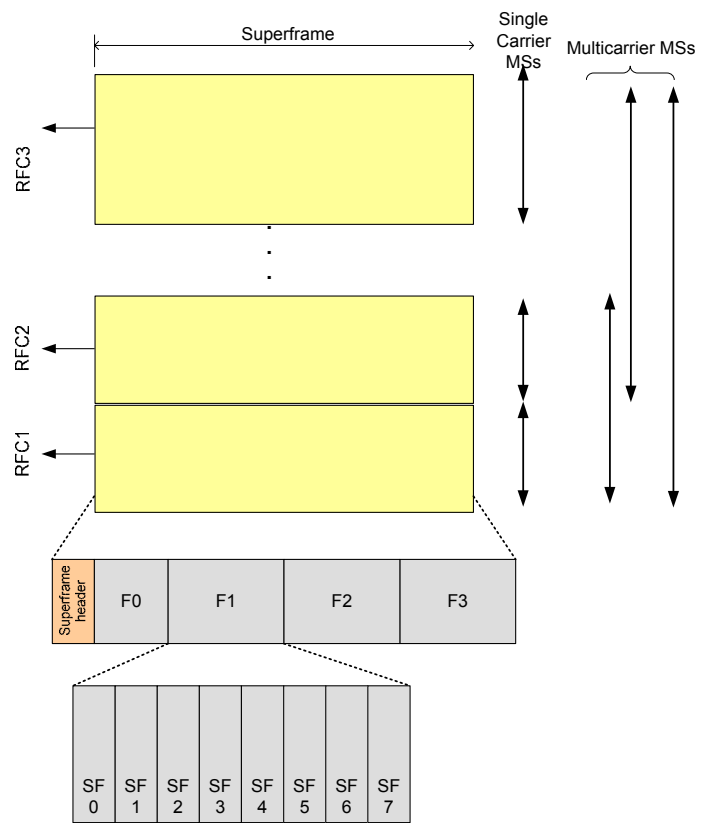 Superframe
Single
Carrier
MSs
Multicarrier MSs
RFC3
RFC2
RFC1
Superframe
header
F0
F1
F2
F3
SF
0
SF
1
SF
2
SF
3
SF
4
SF
5
SF
6
SF
7